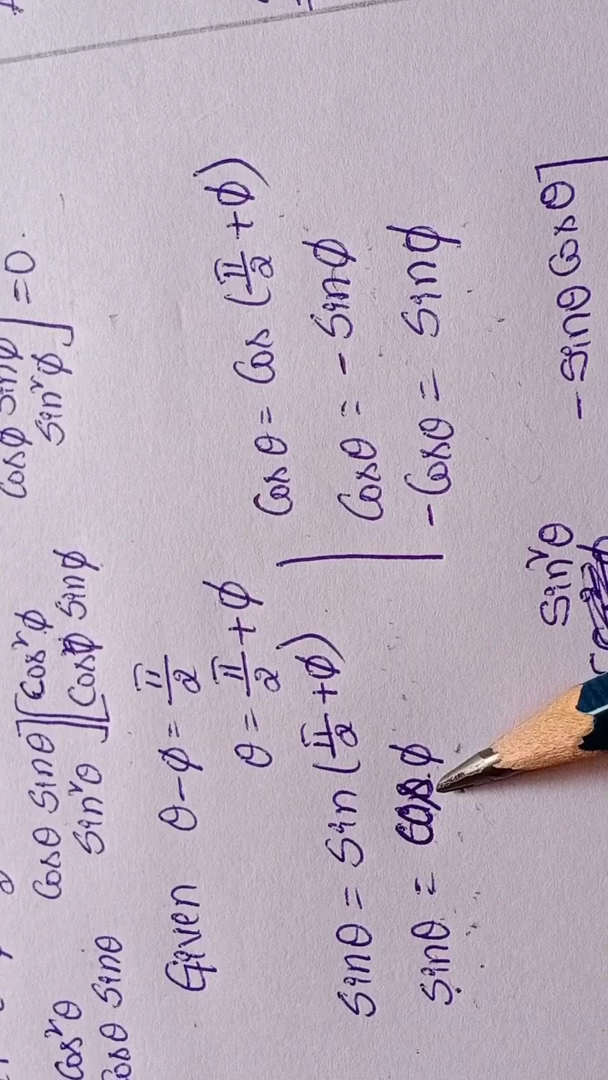 cos²θ cosθ sinθ] [cos²φ cosφ sinφ
cosθ sinθ sin²θ] [cosφ sinφ sin²φ] = 0.
Given θ-φ = π/2
θ = π/2 + φ
sinθ = sin(π/2 + φ) | cosθ = cos(π/2 + φ)
sinθ = cosφ | cosθ = - sinφ
- cosθ = sinφ
sin²θ - sinθ cosθ]